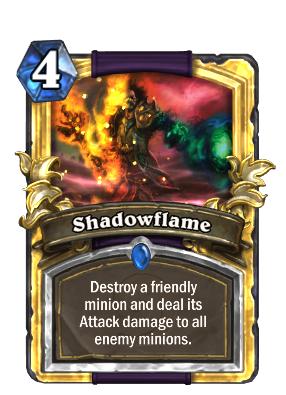 4
Shadowflame
Destroy a friendly
minion and deal its
Attack damage to all
enemy minions.